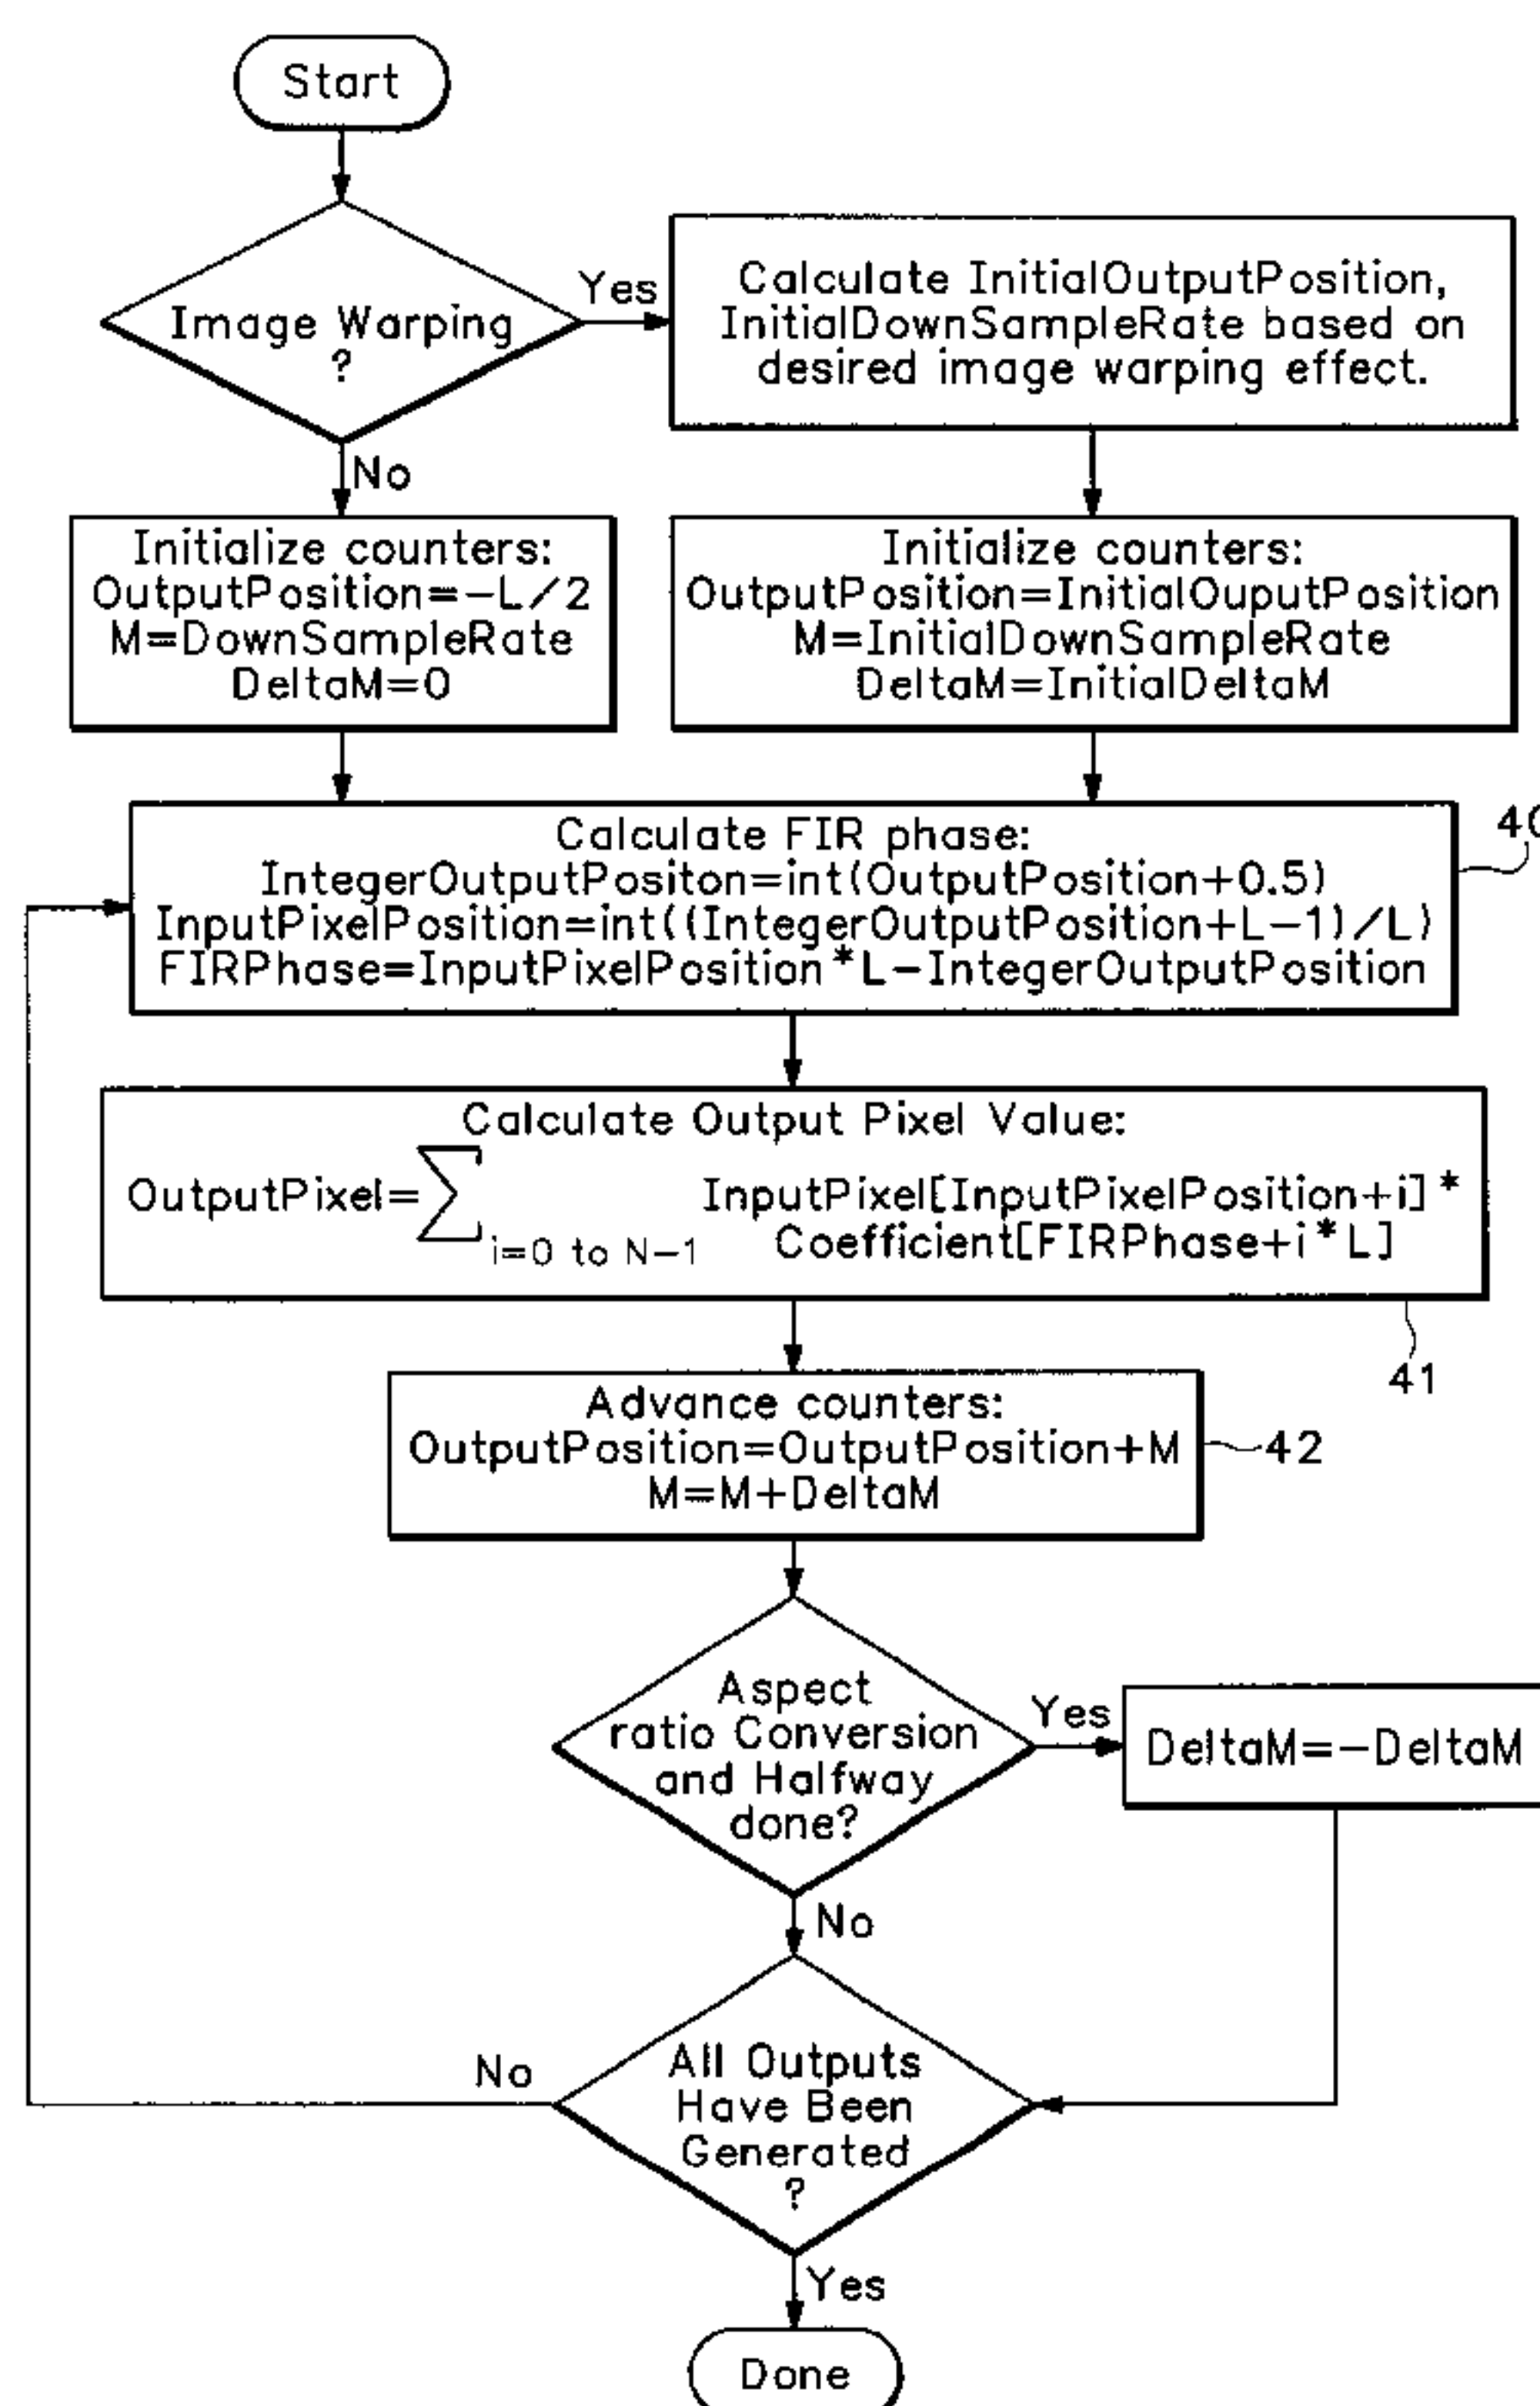 Start
Image Warping
?
Yes
Calculate InitialOutputPosition,
InitialDownSampleRate based on
desired image warping effect.
No
Initialize counters:
OutputPosition=-L/2
M=DownSampleRate
DeltaM=0
Initialize counters:
OutputPosition=InitialOuputPosition
M=InitialDownSampleRate
DeltaM=InitialDeltaM
Calculate FIR phase:
IntegerOutputPositon=int(OutputPosition+0.5)
InputPixelPosition=int((IntegerOutputPosition+L-1)/L)
FIRPhase=InputPixelPosition*L-IntegerOutputPosition
40
Calculate Output Pixel Value:
OutputPixel=∑ i=0 to N-1 InputPixel[InputPixelPosition+i]*
Coefficient[FIRPhase+i*L]
41
Advance counters:
OutputPosition=OutputPosition+M
M=M+DeltaM
42
Aspect
ratio Conversion
and Halfway
done?
Yes
DeltaM=-DeltaM
No
All Outputs
Have Been
Generated
?
No
Yes
Done